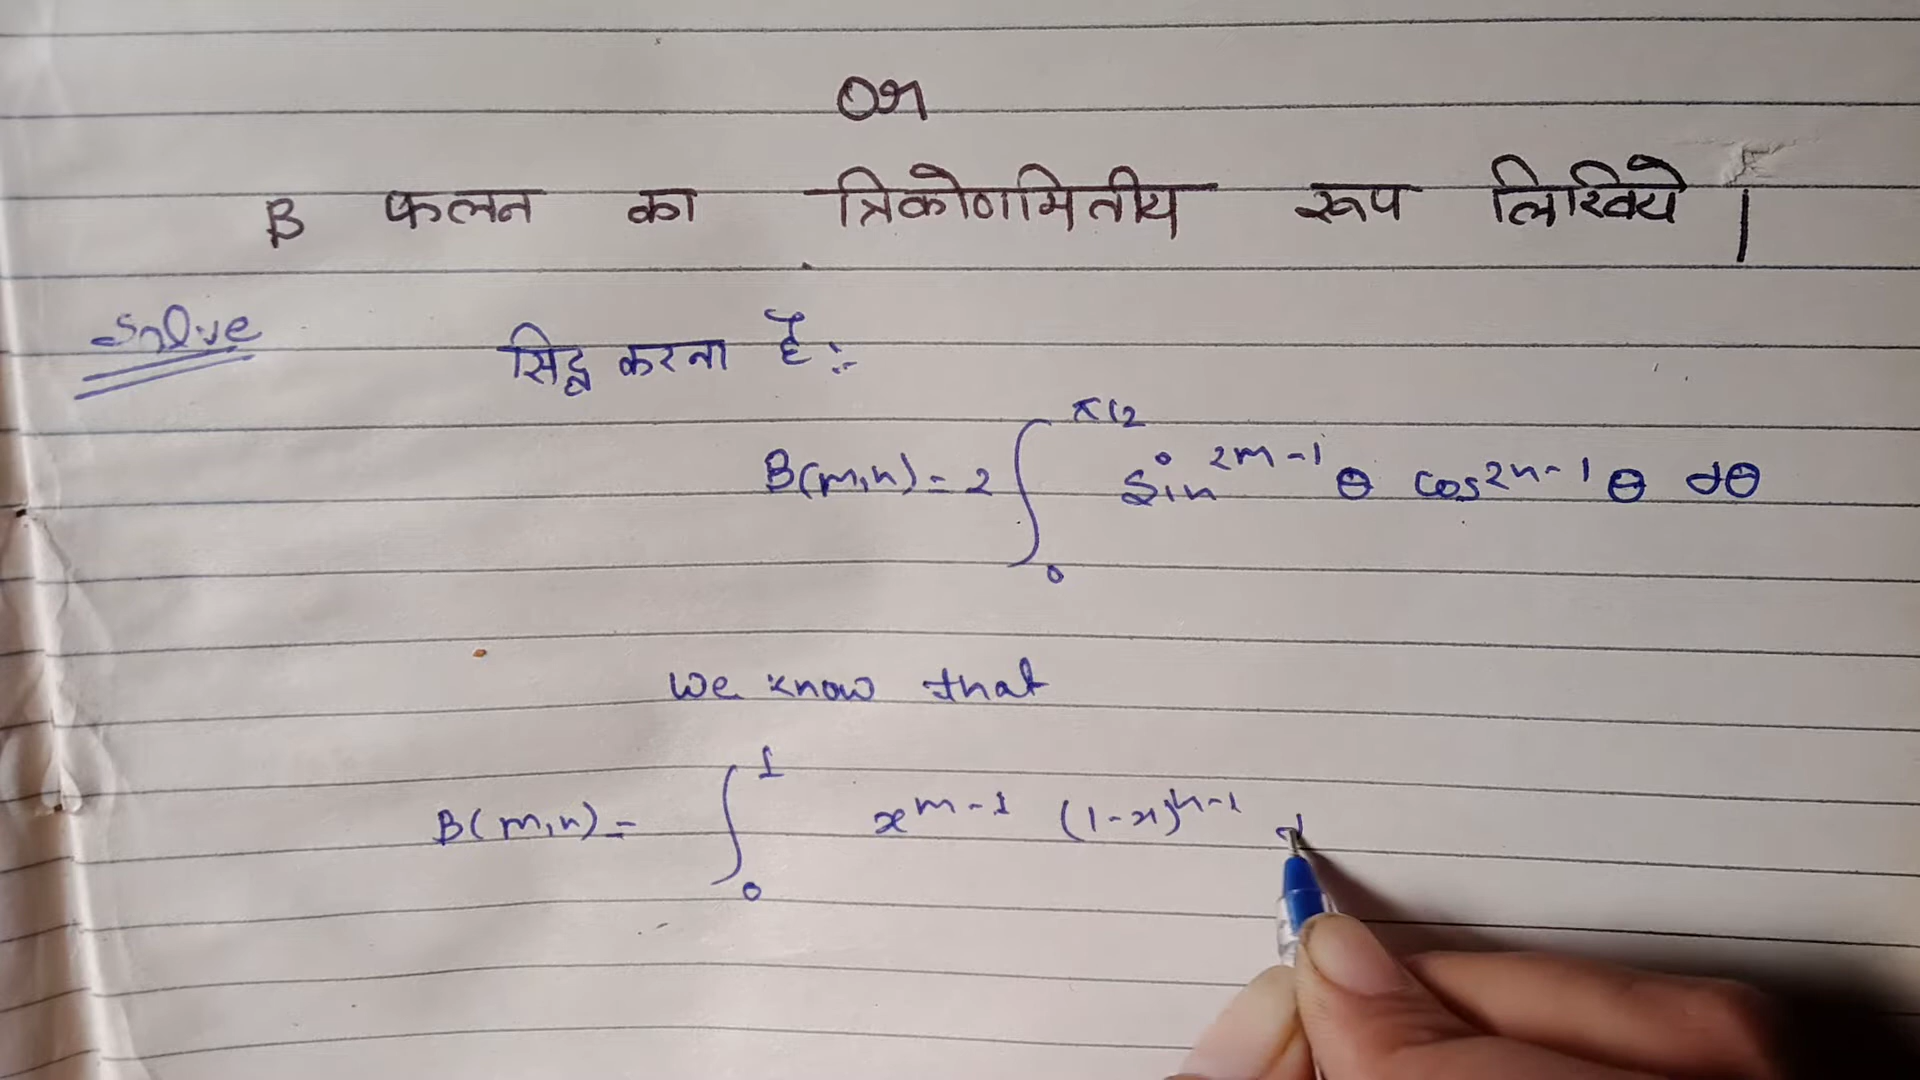 Or
β फलन का त्रिकोणमितीय रूप लिखिये |
Solve सिद्ध करना है :-
B(m,n) = 2 ∫₀^π/2 sin^2m-1 θ cos^2n-1 θ dθ
we know that
B(m,n) = ∫₀^1 x^m-1 (1-x)^n-1 d